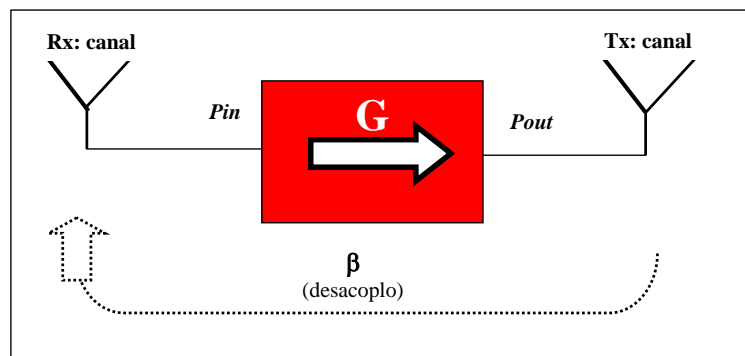 Rx: canal
Tx: canal
Pin
G
Pout
β
(desacoplo)